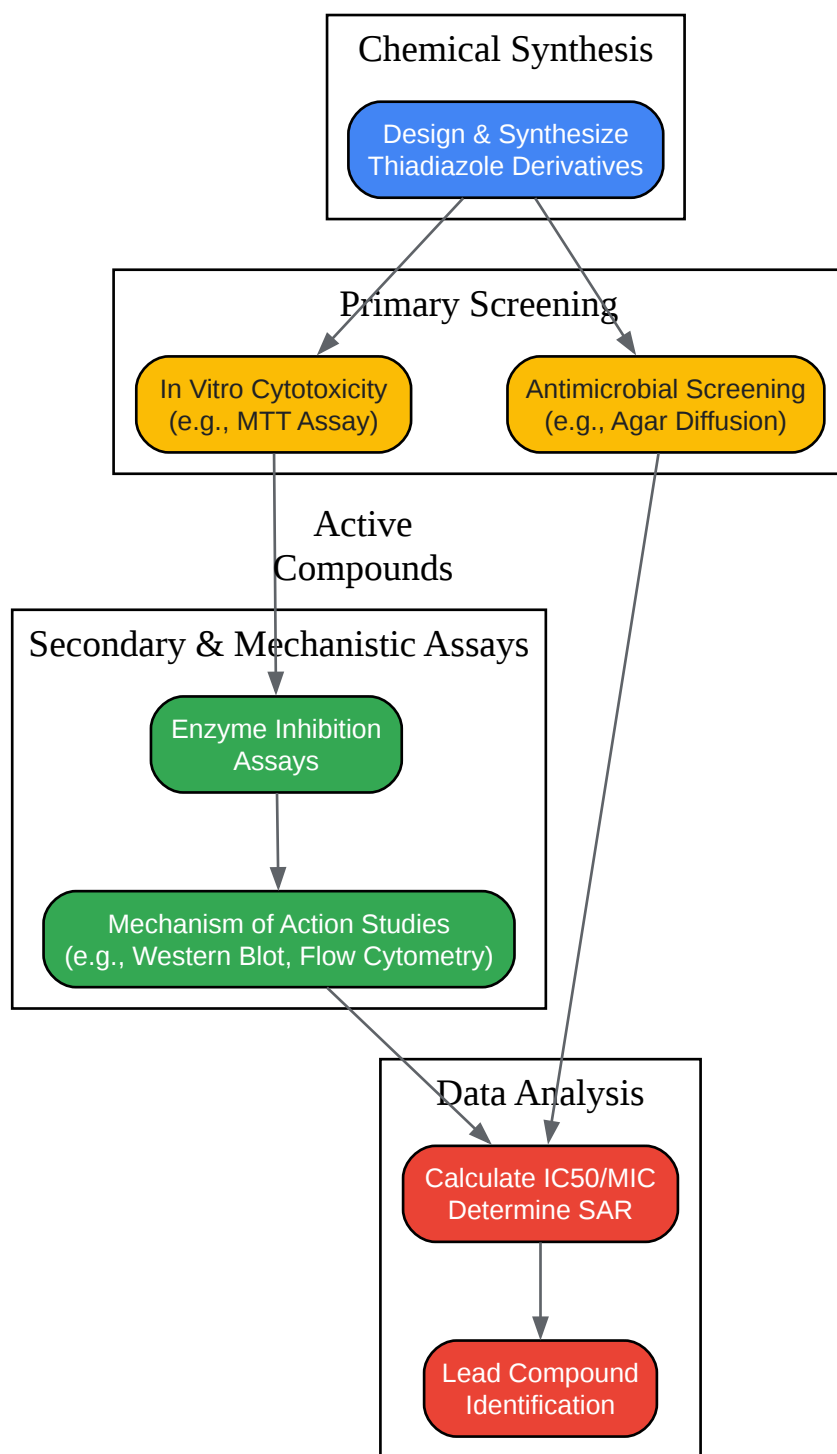 Chemical Synthesis
Design & Synthesize
Thiadiazole Derivatives
Primary Screening
In Vitro Cytotoxicity
(e.g., MTT Assay)
Antimicrobial Screening
(e.g., Agar Diffusion)
Active
Compounds
Secondary & Mechanistic Assays
Enzyme Inhibition
Assays
Mechanism of Action Studies
(e.g., Western Blot, Flow Cytometry)
Data Analysis
Calculate IC50/MIC
Determine SAR
Lead Compound
Identification